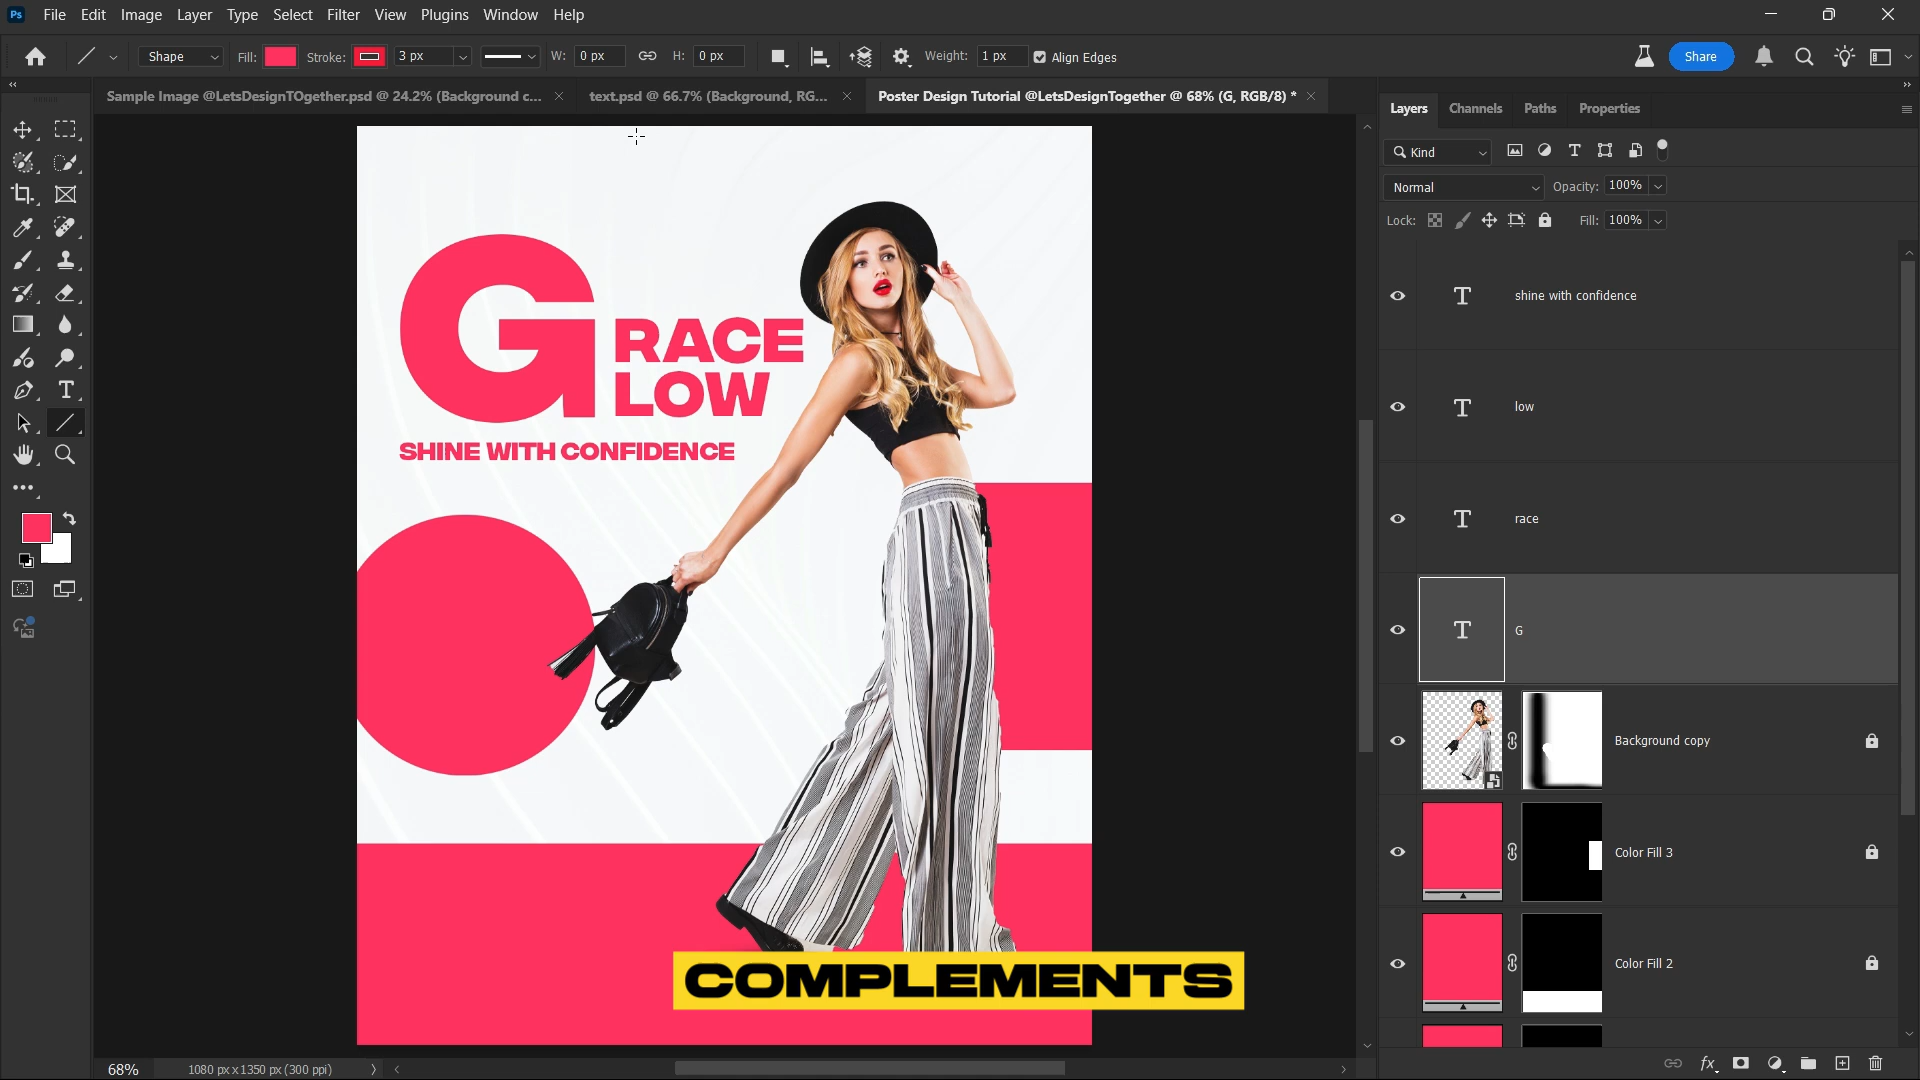 Ps File Edit Image Layer Type Select Filter View Plugins Window Help
Shape Fill: Stroke: 3 px W: 0 px H: 0 px Weight: 1 px Align Edges Share
Sample Image @LetsDesignTOgether.psd @ 24.2% (Background c... text.psd @ 66.7% (Background, RG... Poster Design Tutorial @LetsDesignTogether @ 68% (G, RGB/8) *
Layers Channels Paths Properties
Kind
Normal Opacity: 100%
Lock: Fill: 100%
shine with confidence
low
race
G
Background copy
Color Fill 3
Color Fill 2
G RACE
LOW
SHINE WITH CONFIDENCE
COMPLEMENTS
68% 1080 px x 1350 px (300 ppi)